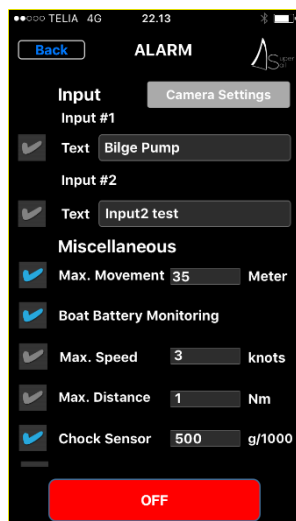 TELIA 4G 22.13
Back ALARM Super Sail
Input Camera Settings
Input #1
Text Bilge Pump
Input #2
Text Input2 test
Miscellaneous
Max. Movement 35 Meter
Boat Battery Monitoring
Max. Speed 3 knots
Max. Distance 1 Nm
Chock Sensor 500 g/1000
OFF